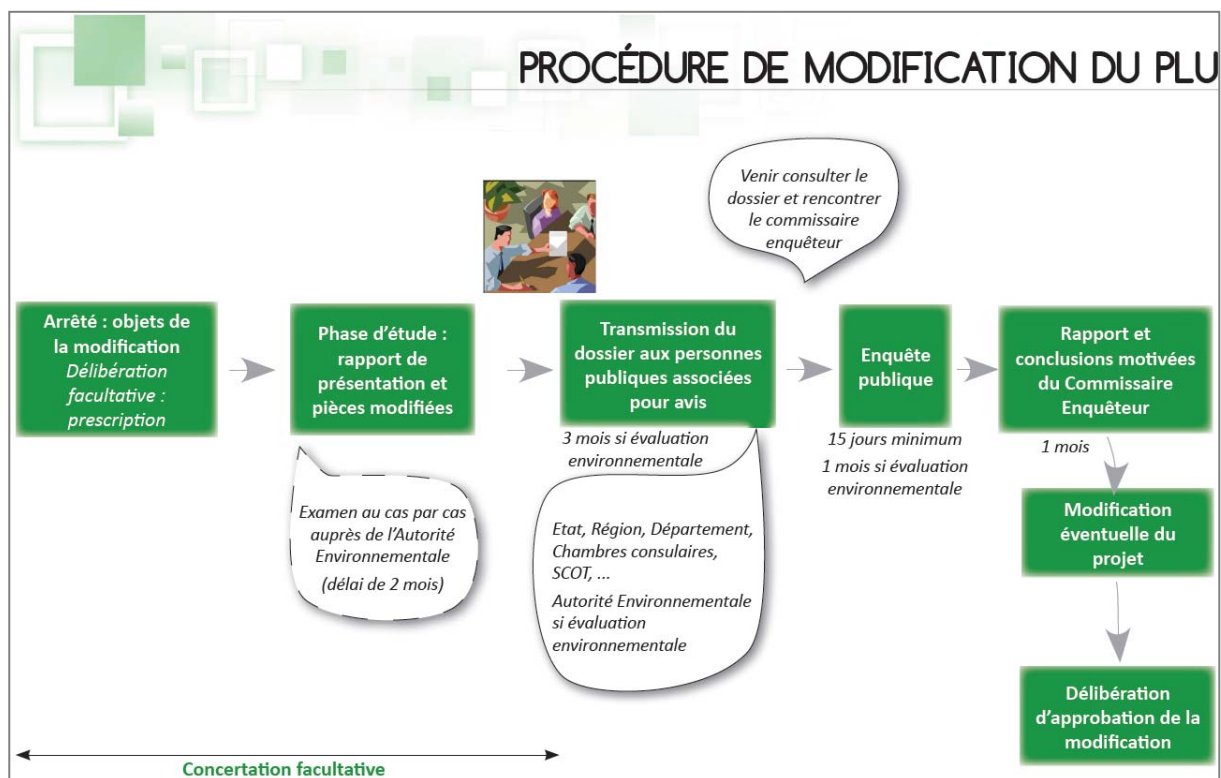 PROCÉDURE DE MODIFICATION DU PLU
Venir consulter le
dossier et rencontrer
le commissaire
enquêteur
Arrêté : objets de
la modification
Délibération
facultative :
prescription
Phase d’étude :
rapport de
présentation et
pièces modifiées
Examen au cas par cas
auprès de l’Autorité
Environnementale
(délai de 2 mois)
Transmission du
dossier aux personnes
publiques associées
pour avis
3 mois si évaluation
environnementale
Etat, Région, Département,
Chambres consulaires,
SCOT, ...
Autorité Environnementale
si évaluation
environnementale
Enquête
publique
15 jours minimum
1 mois si évaluation
environnementale
Rapport et
conclusions motivées
du Commissaire
Enquêteur
1 mois
Modification
éventuelle du
projet
Délibération
d’approbation de la
modification
Concertation facultative